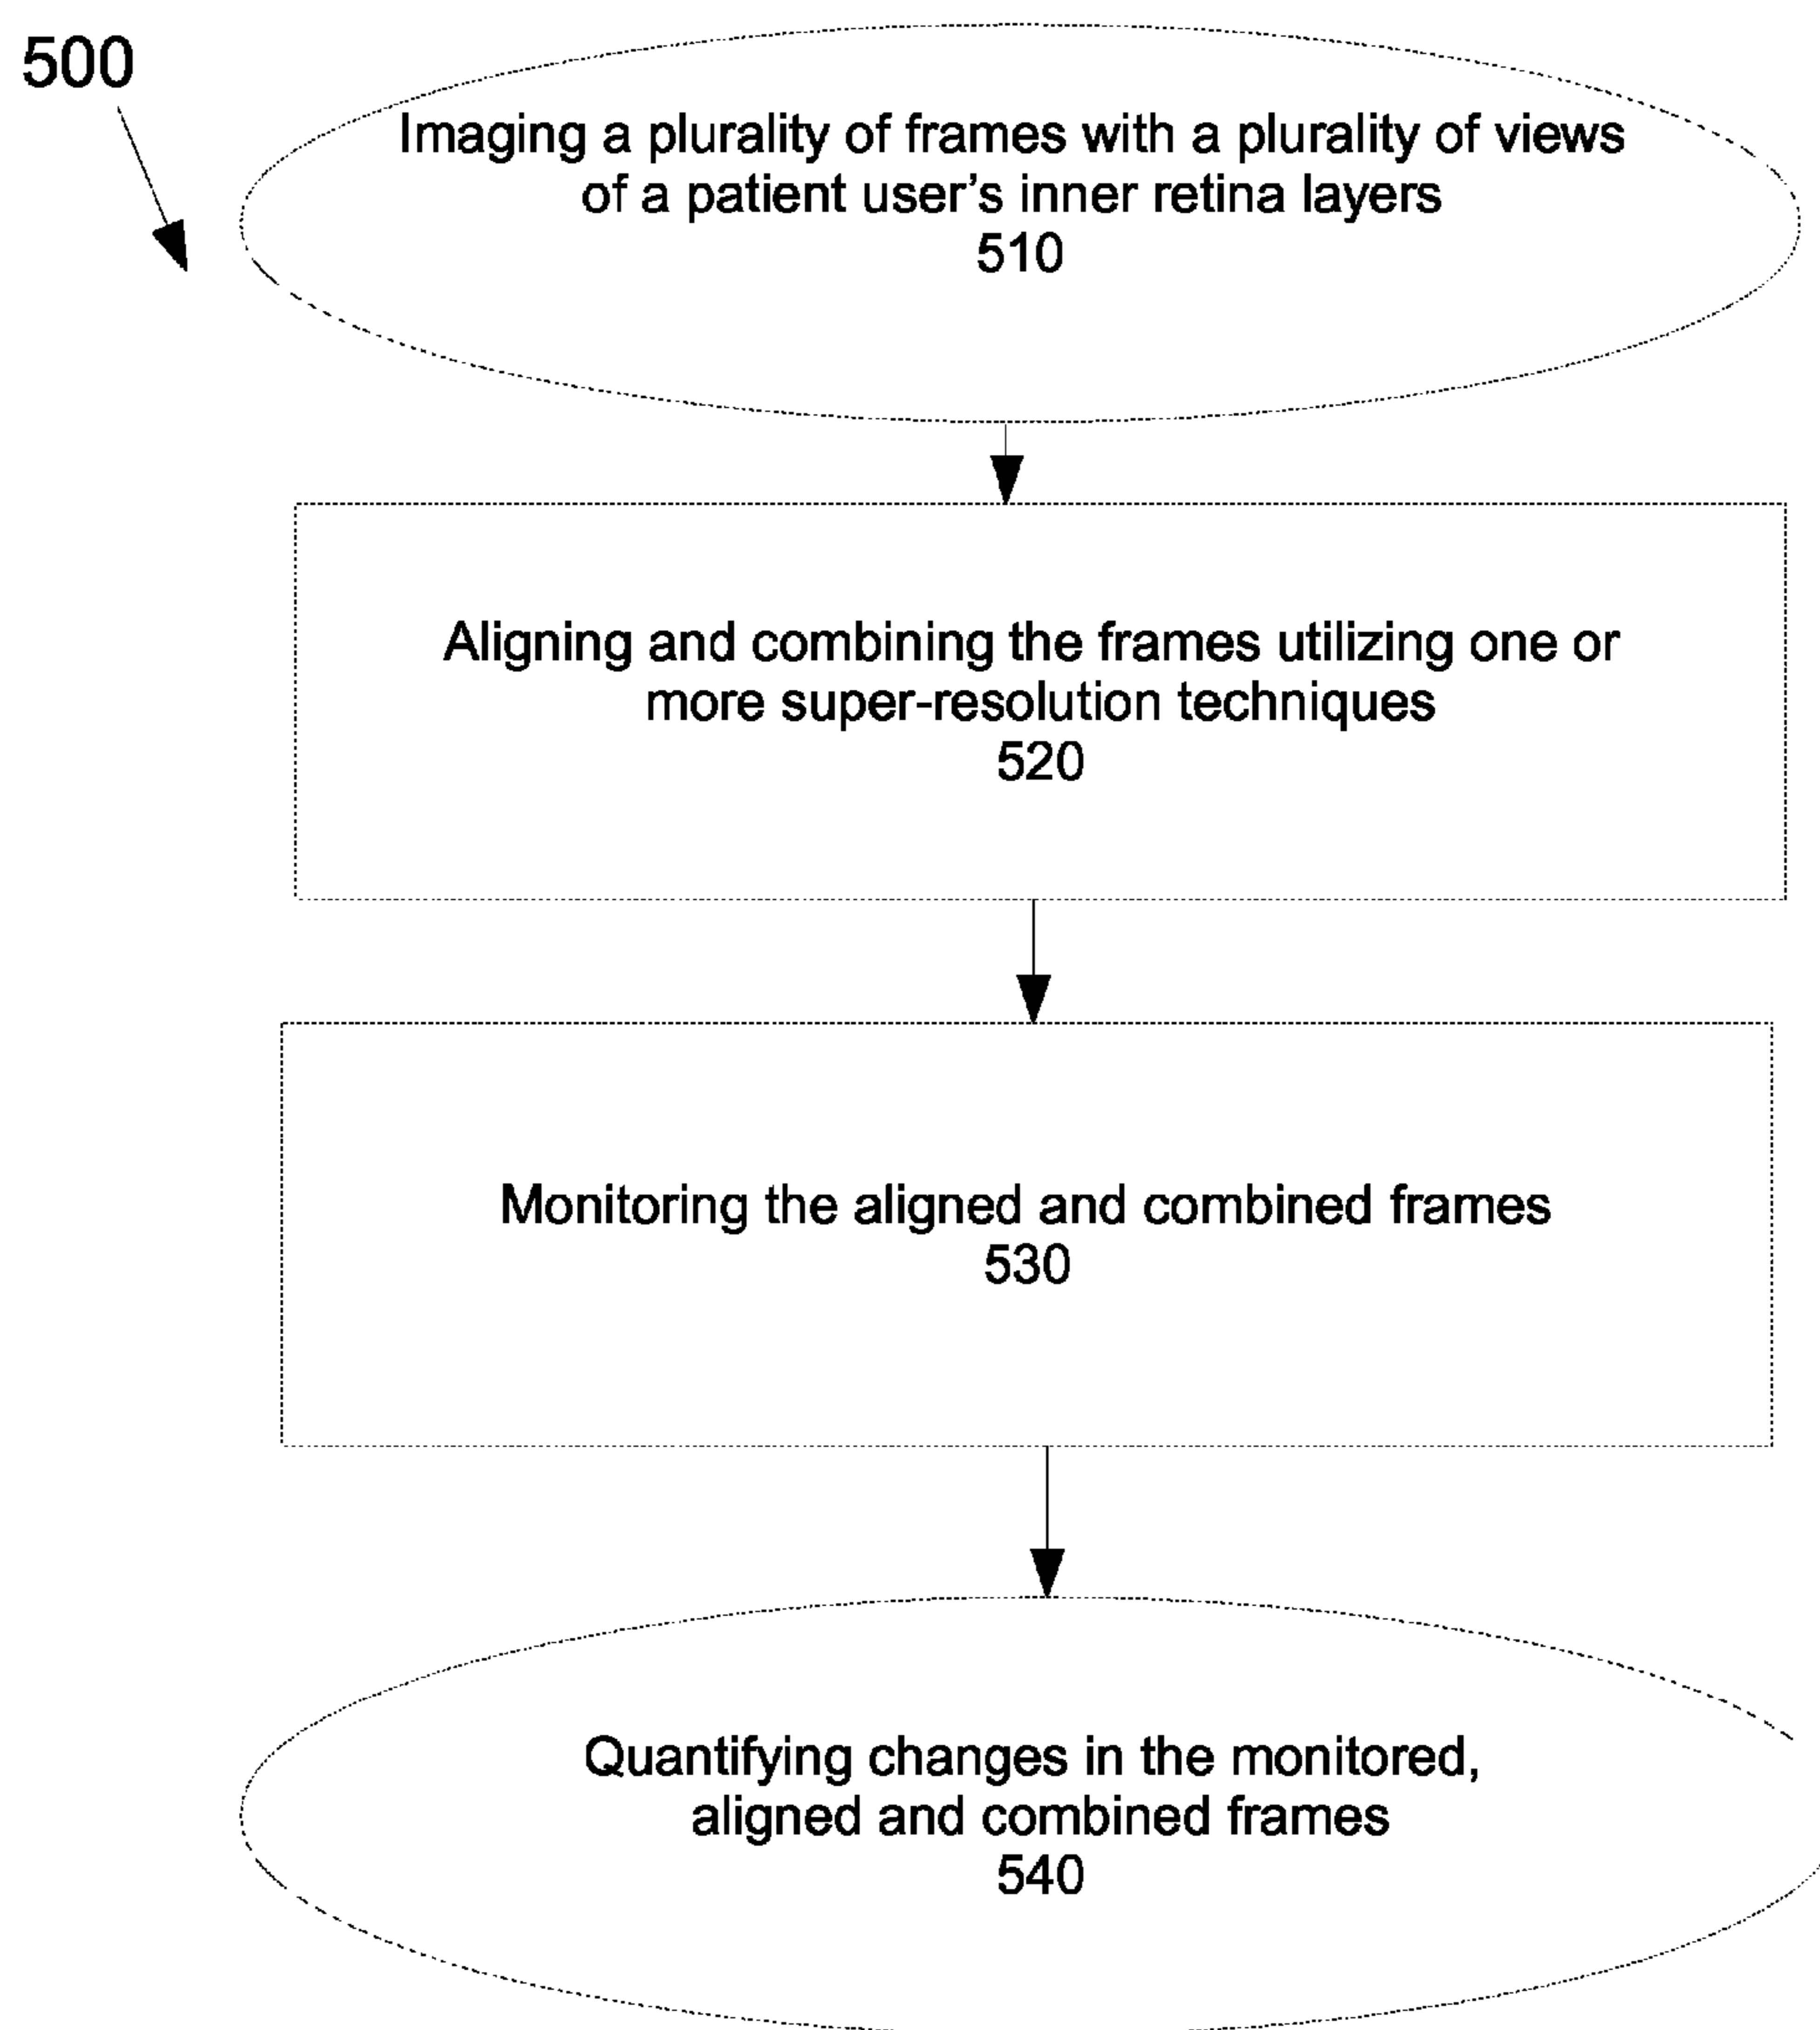 500
Imaging a plurality of frames with a plurality of views
of a patient user's inner retina layers
510
Aligning and combining the frames utilizing one or
more super-resolution techniques
520
Monitoring the aligned and combined frames
530
Quantifying changes in the monitored,
aligned and combined frames
540